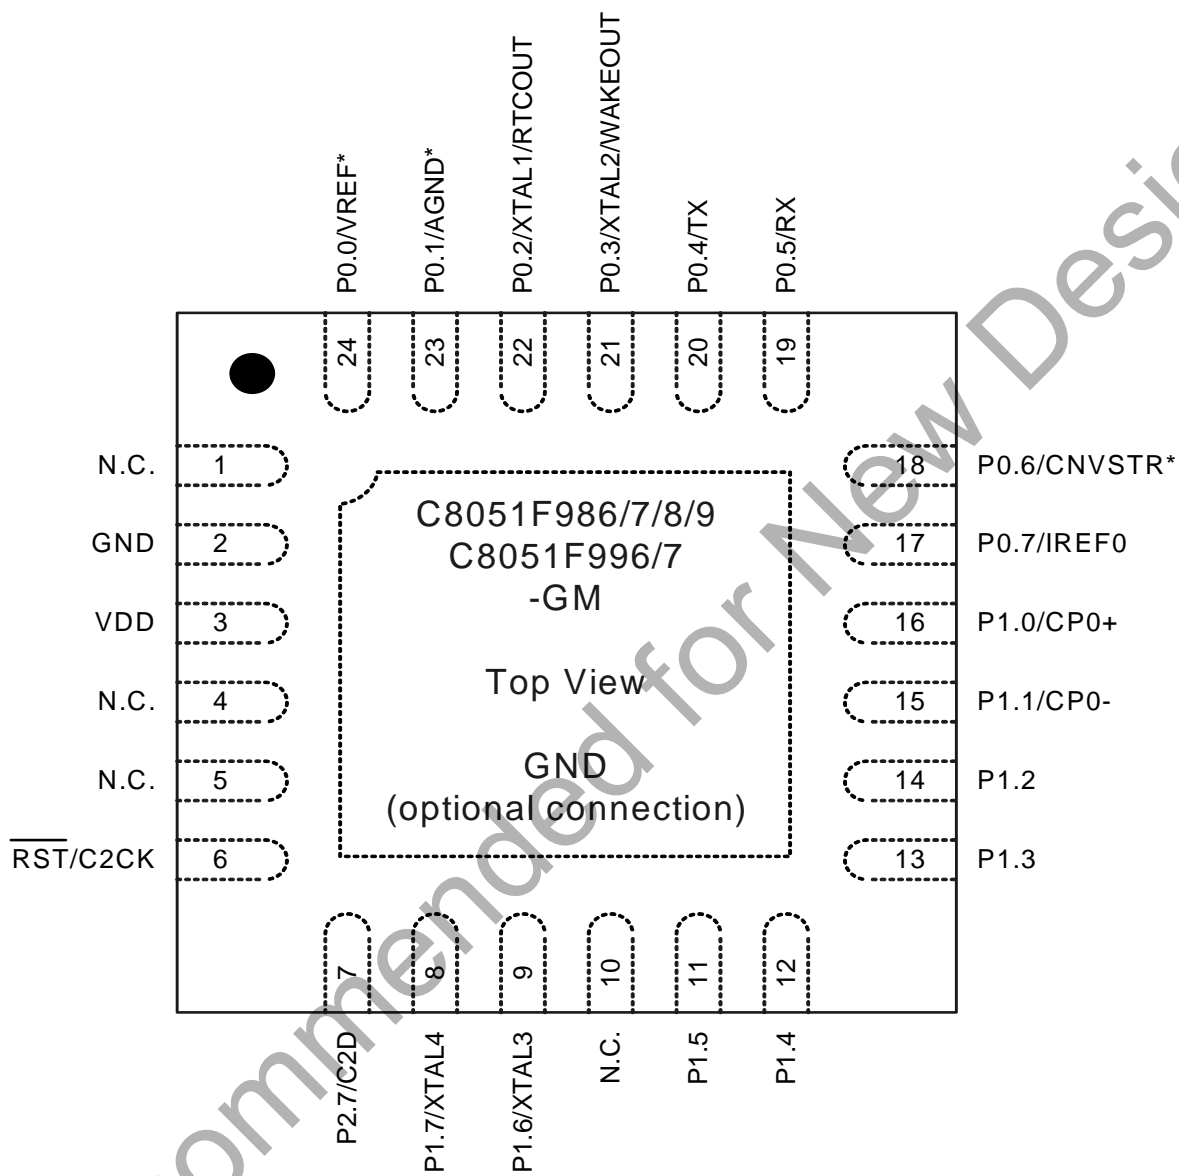 P0.0/VREF*
P0.1/AGND*
P0.2/XTAL1/RTCOUT
P0.3/XTAL2/WAKEOUT
P0.4/TX
P0.5/RX
24
23
22
21
20
19
N.C.
1
GND
2
VDD
3
N.C.
4
N.C.
5
RST/C2CK
6
C8051F986/7/8/9
C8051F996/7
-GM
Top View
GND
(optional connection)
18
P0.6/CNVSTR*
17
P0.7/IREF0
16
P1.0/CP0+
15
P1.1/CP0-
14
P1.2
13
P1.3
7
8
9
10
11
12
P2.7/C2D
P1.7/XTAL4
P1.6/XTAL3
N.C.
P1.5
P1.4
ommended for New Desig